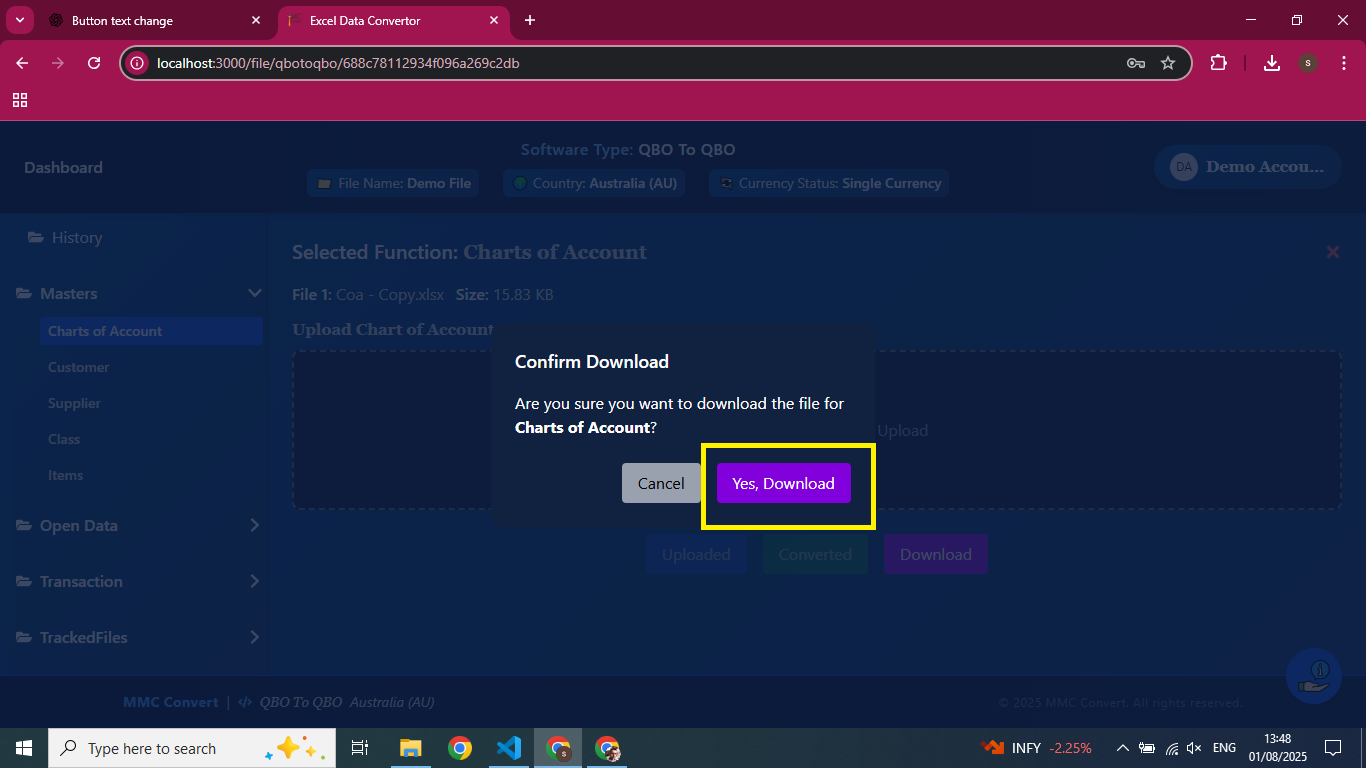 Button text change
Excel Data Convertor
localhost:3000/file/qbotoqbo/688c78112934f096a269c2db
S
Dashboard
Software Type: QBO To QBO
File Name: Demo File
Country: Australia (AU)
Currency Status: Single Currency
DA
Demo Accou...
History
Masters
Charts of Account
Customer
Supplier
Class
Items
Open Data
Transaction
TrackedFiles
Selected Function: Charts of Account
File 1: Coa - Copy.xlsx Size: 15.83 KB
Upload Chart of Account
Upload
Confirm Download
Are you sure you want to download the file for
Charts of Account?
Cancel
Yes, Download
Uploaded
Converted
Download
MMC Convert | </> QBO To QBO Australia (AU)
© 2025 MMC Convert. All rights reserved.
Type here to search
S
INFY -2.25%
ENG
13:48
01/08/2025